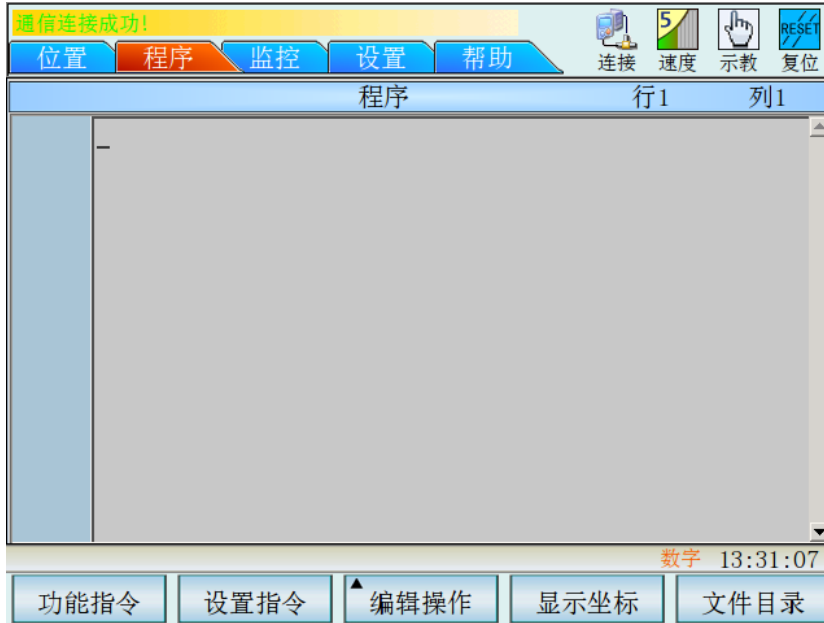 通信连接成功!
位置 程序 监控 设置 帮助
5 RESET
连接 速度 示教 复位
程序 行1 列1
数字 13:31:07
功能指令 设置指令 编辑操作 显示坐标 文件目录